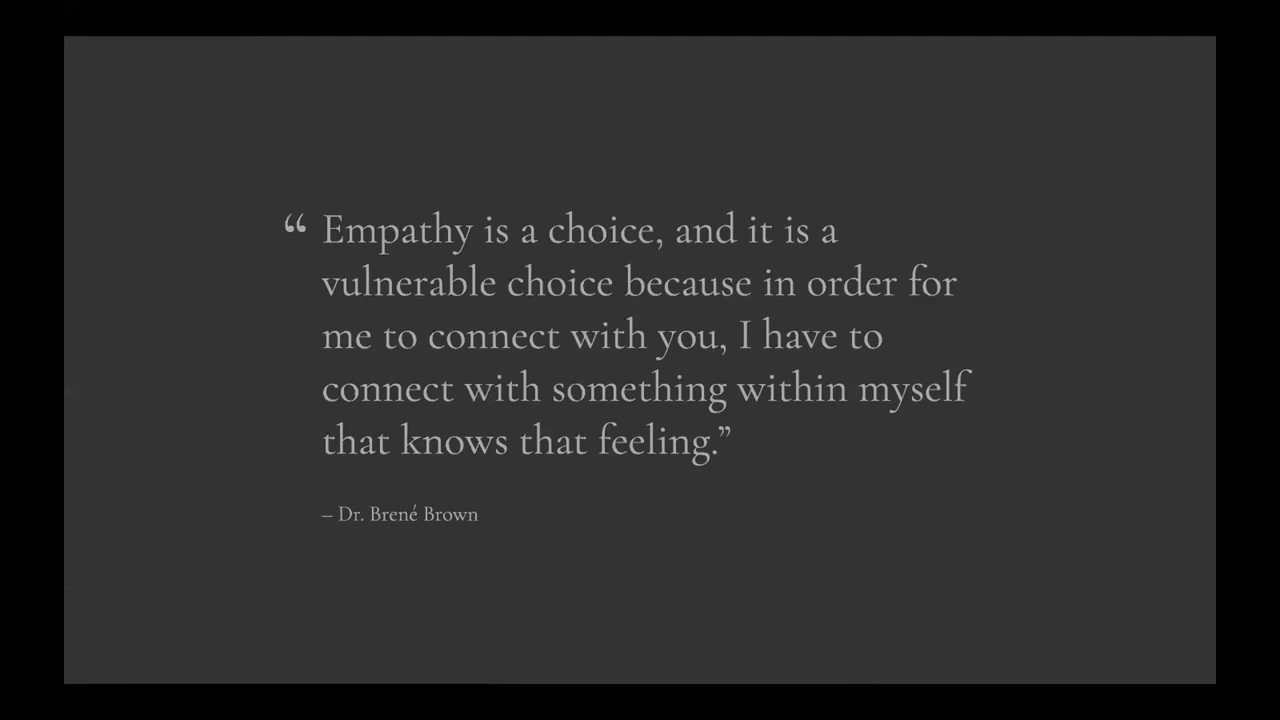 “ Empathy is a choice, and it is a
vulnerable choice because in order for
me to connect with you, I have to
connect with something within myself
that knows that feeling.”
– Dr. Brené Brown